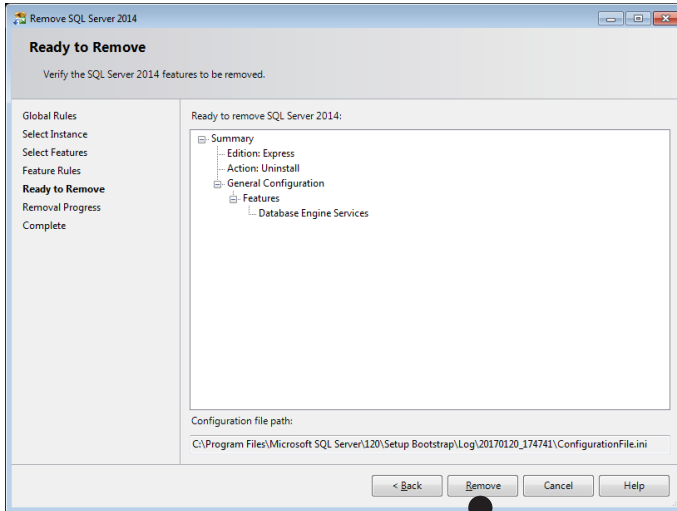 Remove SQL Server 2014
Ready to Remove
Verify the SQL Server 2014 features to be removed.
Global Rules
Select Instance
Select Features
Feature Rules
Ready to Remove
Removal Progress
Complete
Ready to remove SQL Server 2014:
Summary
Edition: Express
Action: Uninstall
General Configuration
Features
Database Engine Services
Configuration file path:
C:\Program Files\Microsoft SQL Server\120\Setup Bootstrap\Log\20170120_174741\ConfigurationFile.ini
< Back Remove Cancel Help